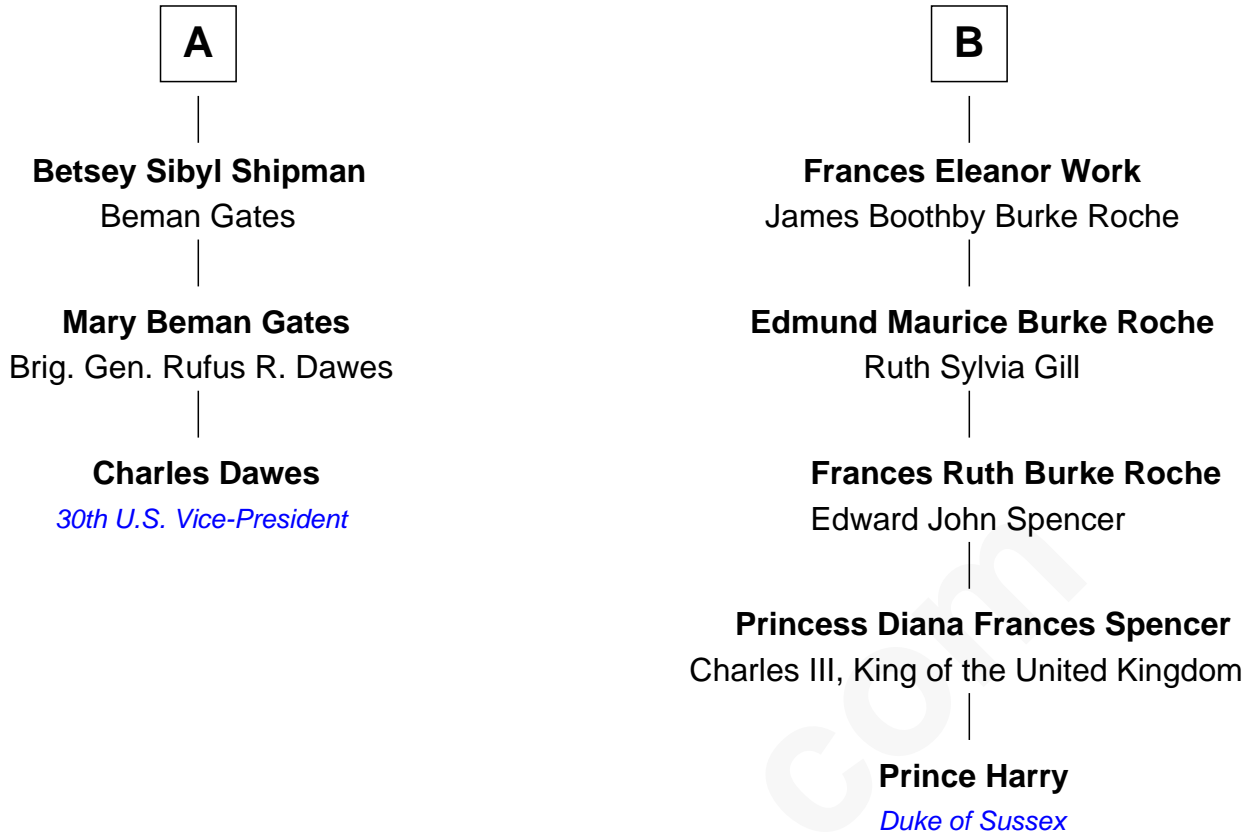 A
Betsey Sibyl Shipman
Beman Gates
Mary Beman Gates
Brig. Gen. Rufus R. Dawes
Charles Dawes
30th U.S. Vice-President
B
Frances Eleanor Work
James Boothby Burke Roche
Edmund Maurice Burke Roche
Ruth Sylvia Gill
Frances Ruth Burke Roche
Edward John Spencer
Princess Diana Frances Spencer
Charles III, King of the United Kingdom
Prince Harry
Duke of Sussex
com